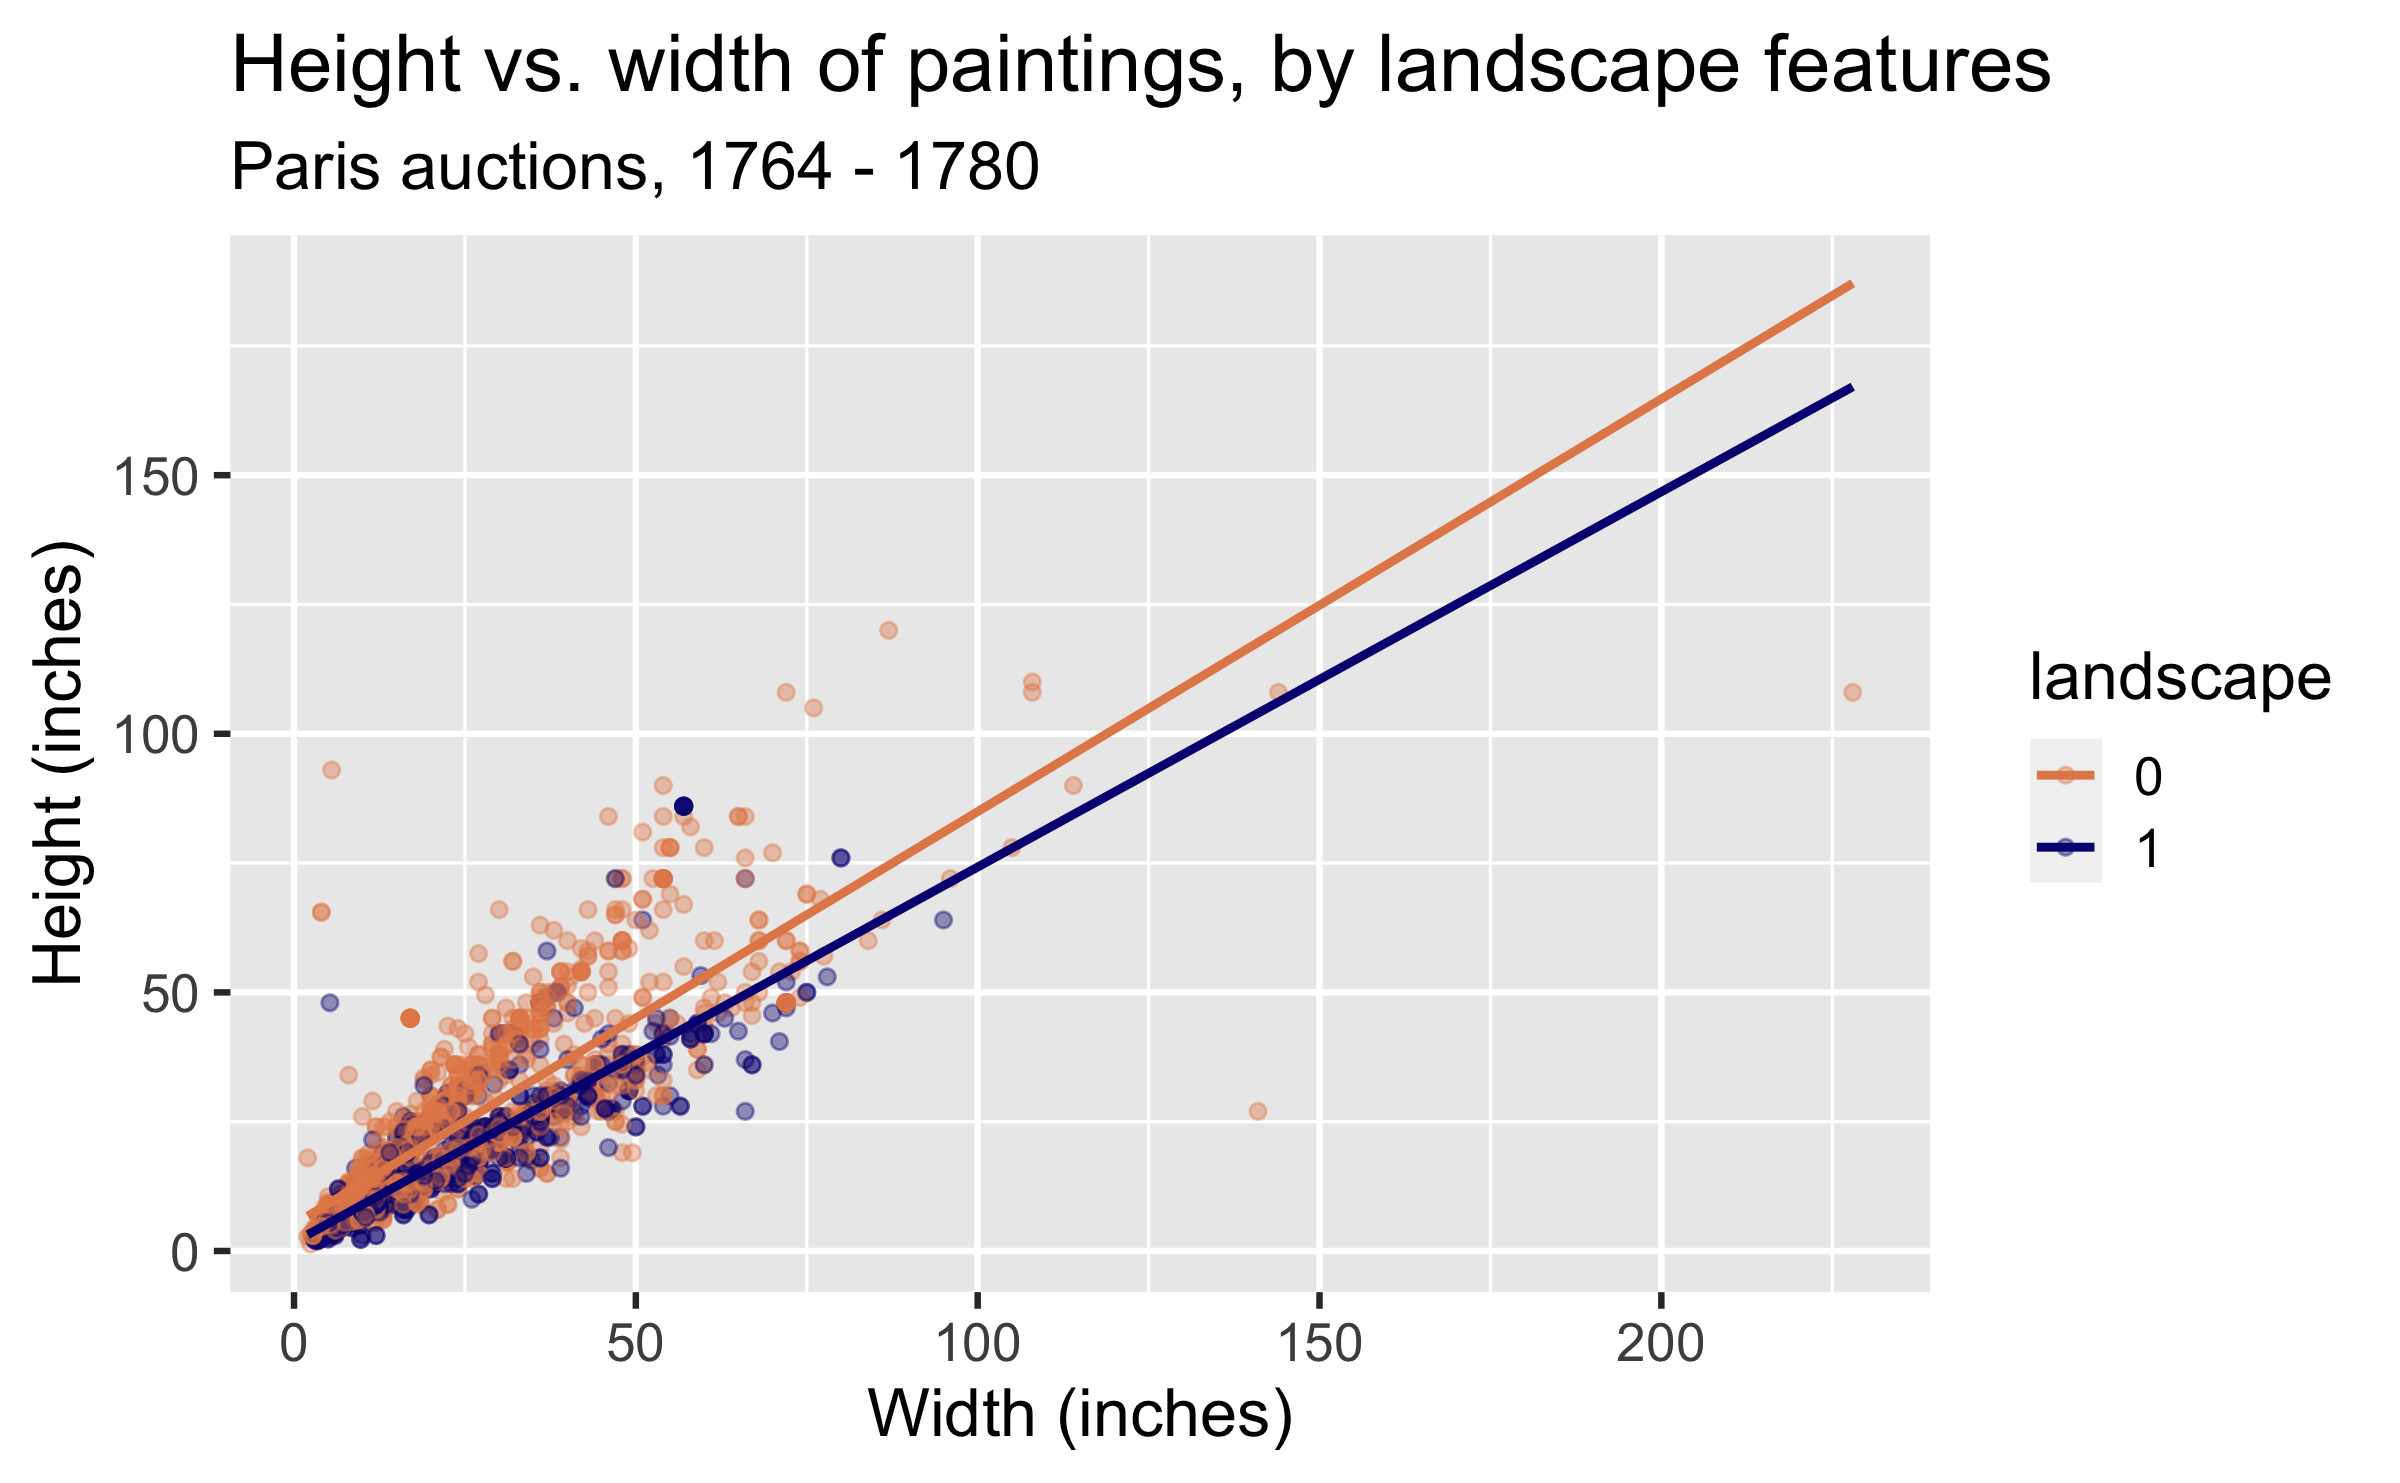 Height vs. width of paintings, by landscape features
Paris auctions, 1764 - 1780
Height (inches)
150
100
50
0
0 50 100 150 200
Width (inches)
landscape
0
1